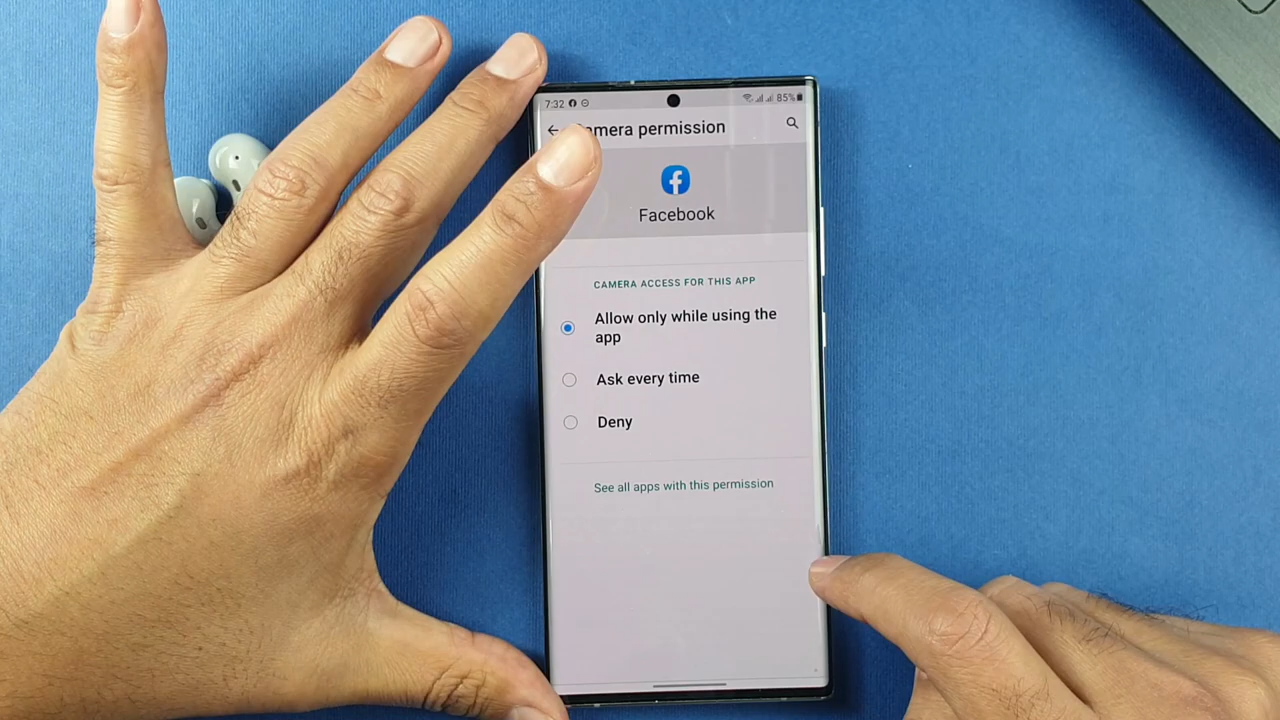 7:32 85%
amera permission
Facebook
CAMERA ACCESS FOR THIS APP
Allow only while using the
app
Ask every time
Deny
See all apps with this permission